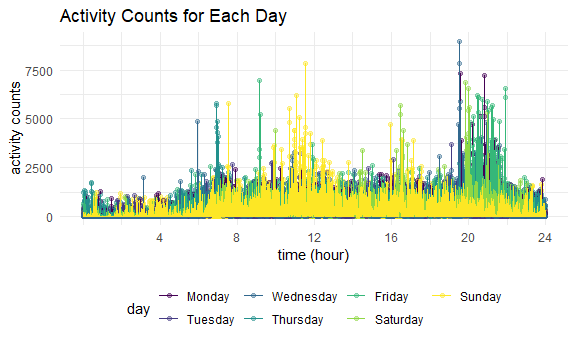 Activity Counts for Each Day
activity counts
7500
5000
2500
0
4 8 12 16 20 24
time (hour)
day
Monday Wednesday Friday Sunday
Tuesday Thursday Saturday